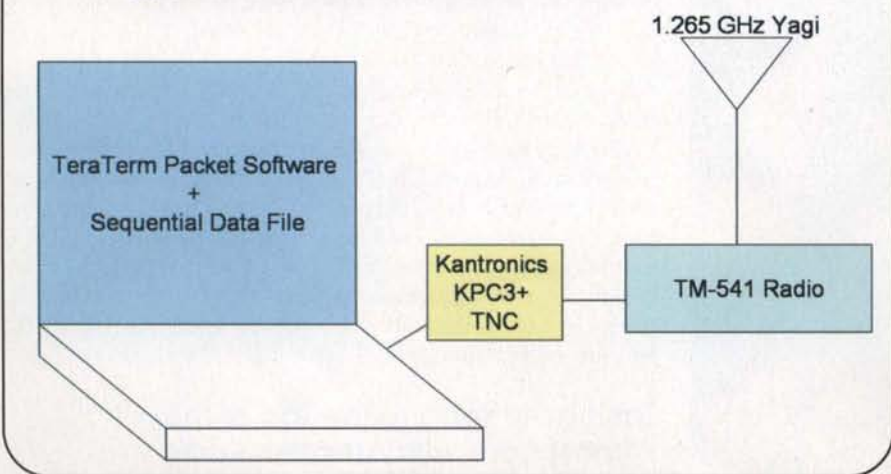 1.265 GHz Yagi
TeraTerm Packet Software
+
Sequential Data File
Kantronics
KPC3+
TNC
TM-541 Radio